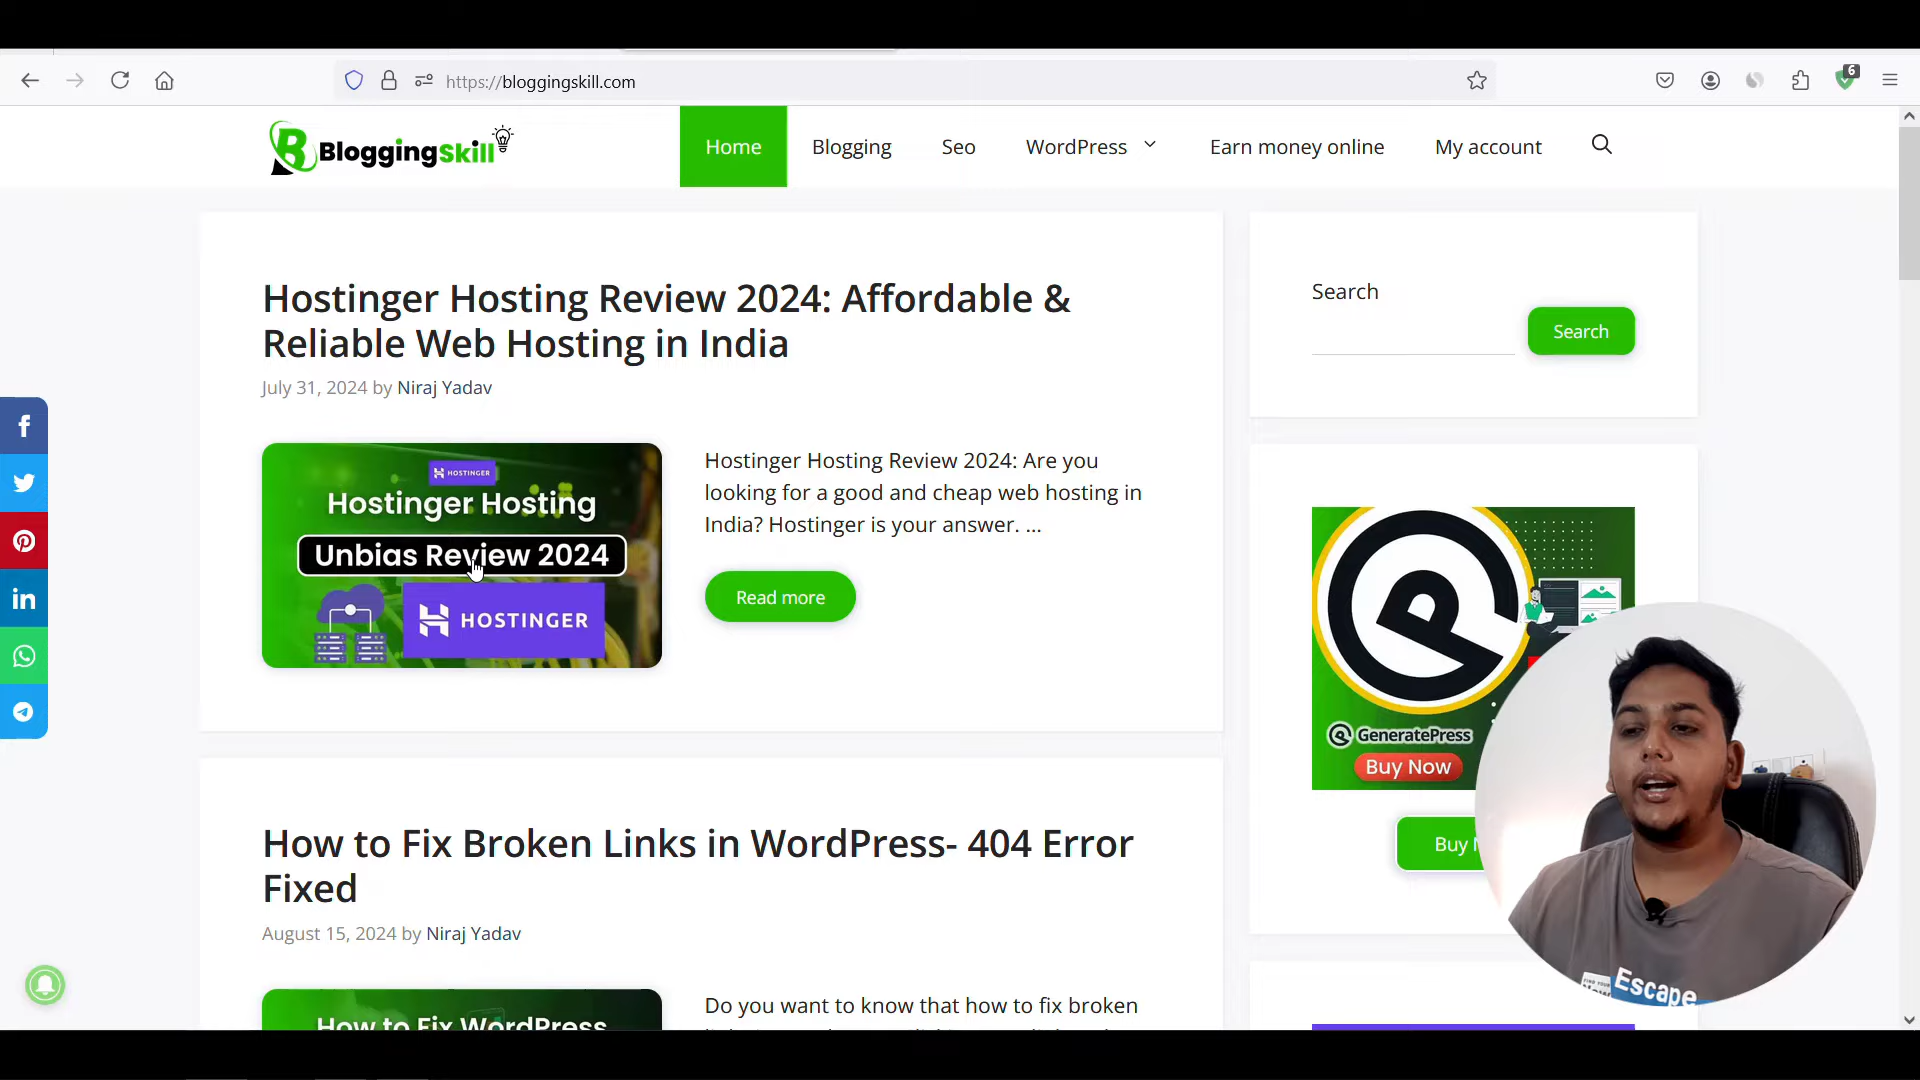 6
https://bloggingskill.com
BloggingSkill
Home
Blogging
Seo
WordPress
Earn money online
My account
Hostinger Hosting Review 2024: Affordable &
Reliable Web Hosting in India
July 31, 2024 by Niraj Yadav
HOSTINGER
Hostinger Hosting
Unbias Review 2024
HOSTINGER
Hostinger Hosting Review 2024: Are you
looking for a good and cheap web hosting in
India? Hostinger is your answer. ...
Read more
Search
Search
GeneratePress
Buy Now
Buy
How to Fix Broken Links in WordPress- 404 Error
Fixed
August 15, 2024 by Niraj Yadav
How to Fix WordPress
Do you want to know that how to fix broken
Escape